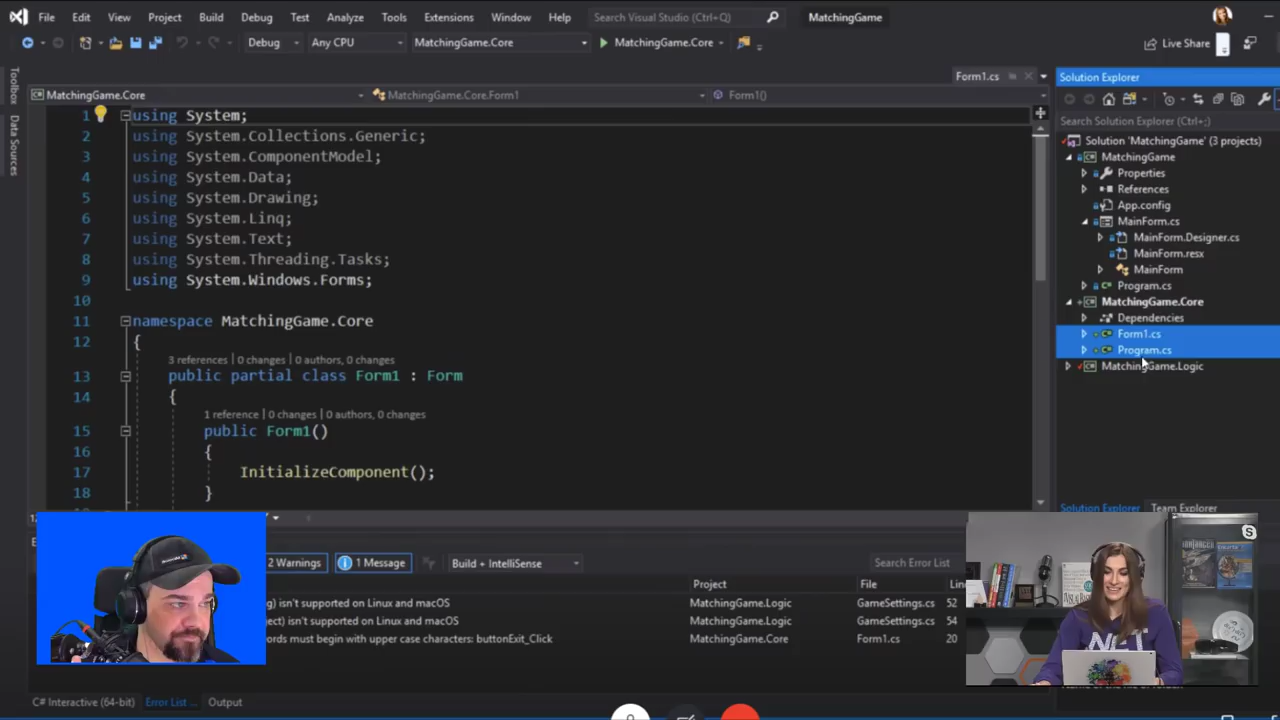 File Edit View Project Build Debug Test Analyze Tools Extensions Window Help Search Visual Studio (Ctrl+Q) MatchingGame
Debug Any CPU MatchingGame.Core MatchingGame.Core Live Share
Toolbox
Data Sources
Form1.cs
MatchingGame.Core MatchingGame.Core.Form1 Form1()
1 using System;
2 using System.Collections.Generic;
3 using System.ComponentModel;
4 using System.Data;
5 using System.Drawing;
6 using System.Linq;
7 using System.Text;
8 using System.Threading.Tasks;
9 using System.Windows.Forms;
10
11 namespace MatchingGame.Core
12 {
3 references | 0 changes | 0 authors, 0 changes
13 public partial class Form1 : Form
14 {
1 reference | 0 changes | 0 authors, 0 changes
15 public Form1()
16 {
17 InitializeComponent();
18 }
Solution Explorer
Search Solution Explorer (Ctrl+;)
Solution 'MatchingGame' (3 projects)
MatchingGame
Properties
References
App.config
MainForm.cs
MainForm.Designer.cs
MainForm.resx
MainForm
Program.cs
MatchingGame.Core
Dependencies
Form1.cs
Program.cs
MatchingGame.Logic
Solution Explorer Team Explorer
2 Warnings 1 Message Build + IntelliSense Search Error List
Project File
isn't supported on Linux and macOS MatchingGame.Logic GameSettings.cs 52
isn't supported on Linux and macOS MatchingGame.Logic GameSettings.cs 54
words must begin with upper case characters: buttonExit_Click MatchingGame.Core Form1.cs 20
.NET
C# Interactive (64-bit) Error List ... Output